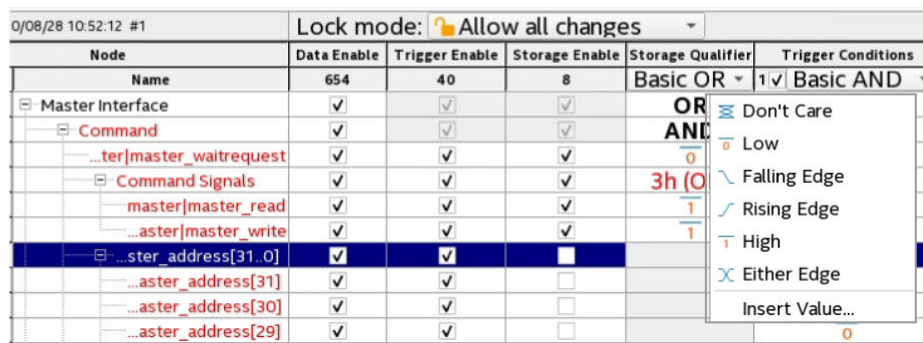 0/08/28 10:52:12 #1 Lock mode: Allow all changes
Node Data Enable Trigger Enable Storage Enable Storage Qualifier Trigger Conditions
Name 654 40 8 Basic OR 1 Basic AND
Master Interface OR
Don't Care
Command AND
Low
...ter|master_waitrequest 0
Falling Edge
Command Signals 3h (O
Rising Edge
master|master_read 1
High
...aster|master_write 1
...ster_address[31..0]
Either Edge
...aster_address[31]
Insert Value...
...aster_address[30]
...aster_address[29] 0